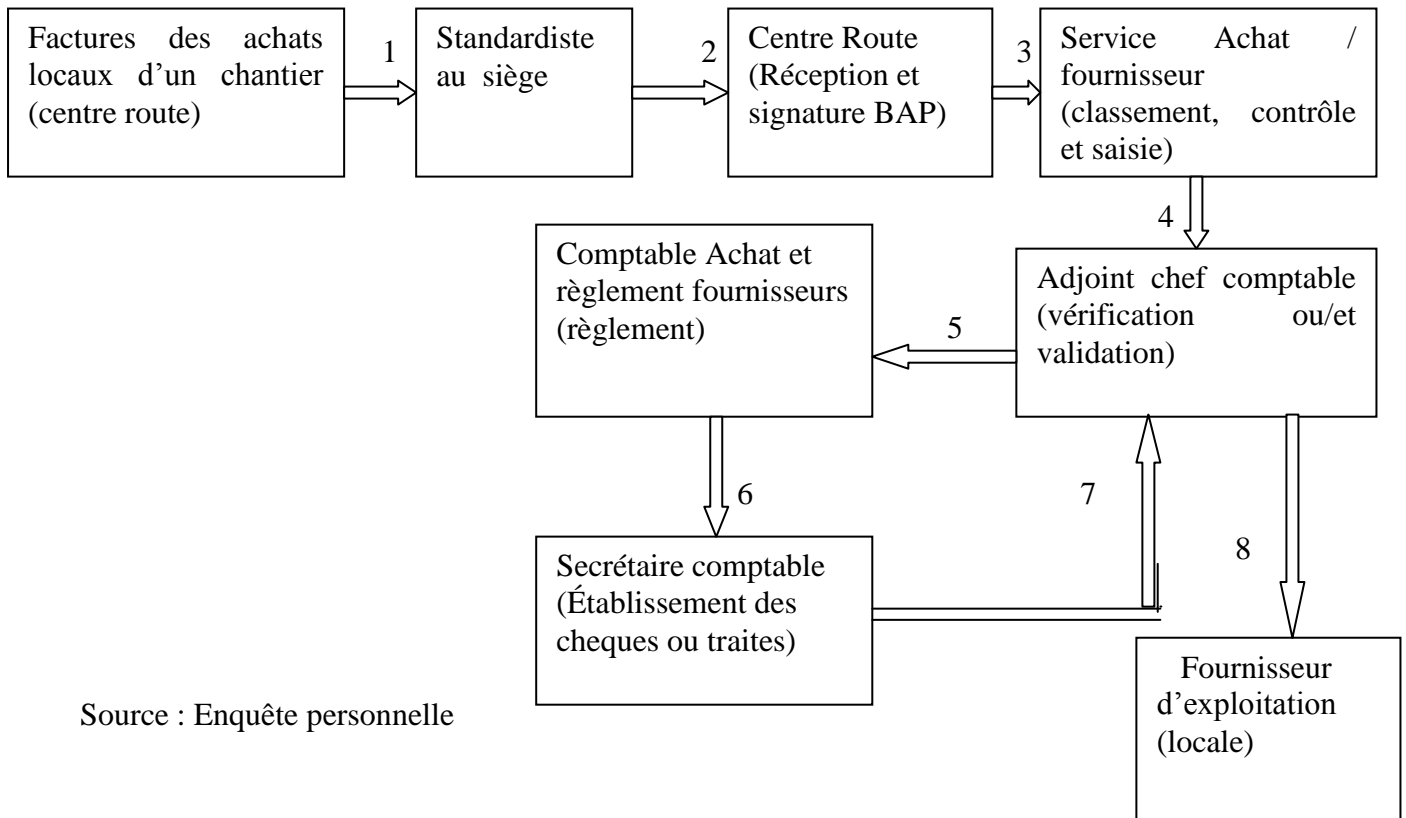 Factures des achats
locaux d'un chantier
(centre route)
1
Standardiste
au siège
2
Centre Route
(Réception et
signature BAP)
3
Service Achat /
fournisseur
(classement, contrôle
et saisie)
4
Adjoint chef comptable
(vérification ou/et
validation)
5
Comptable Achat et
règlement fournisseurs
(règlement)
6
Secrétaire comptable
(Établissement des
cheques ou traites)
7
8
Fournisseur
d'exploitation
(locale)
Source : Enquête personnelle